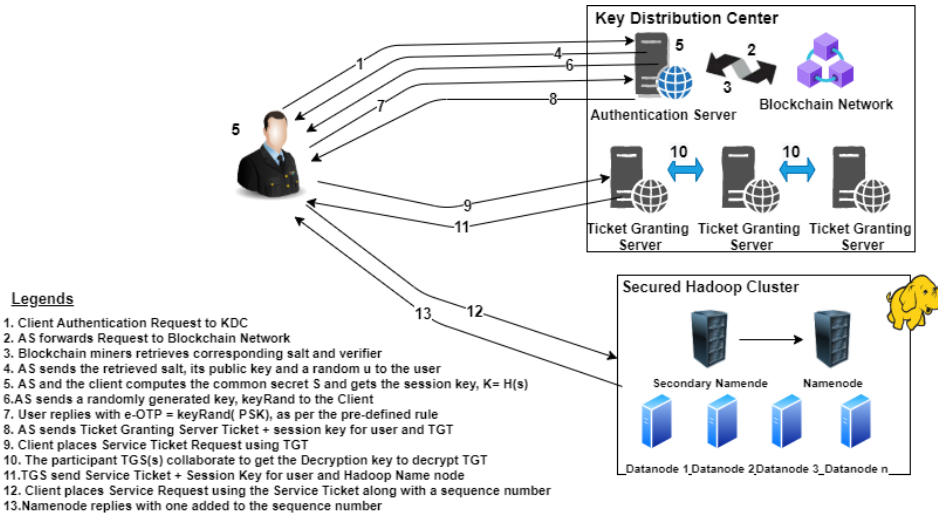 Key Distribution Center
1
4
6
7
8
5
5
2
3
Authentication Server
Blockchain Network
10
10
9
11
Ticket Granting
Server
Ticket Granting
Server
Ticket Granting
Server
12
13
Secured Hadoop Cluster
Secondary Namende
Namenode
Datanode 1 Datanode 2 Datanode 3 Datanode n
Legends
1. Client Authentication Request to KDC
2. AS forwards Request to Blockchain Network
3. Blockchain miners retrieves corresponding salt and verifier
4. AS sends the retrieved salt, its public key and a random u to the user
5. AS and the client computes the common secret S and gets the session key, K= H(s)
6.AS sends a randomly generated key, keyRand to the Client
7. User replies with e-OTP = keyRand( PSK), as per the pre-defined rule
8. AS sends Ticket Granting Server Ticket + session key for user and TGT
9. Client places Service Ticket Request using TGT
10. The participant TGS(s) collaborate to get the Decryption key to decrypt TGT
11.TGS send Service Ticket + Session Key for user and Hadoop Name node
12. Client places Service Request using the Service Ticket along with a sequence number
13.Namenode replies with one added to the sequence number